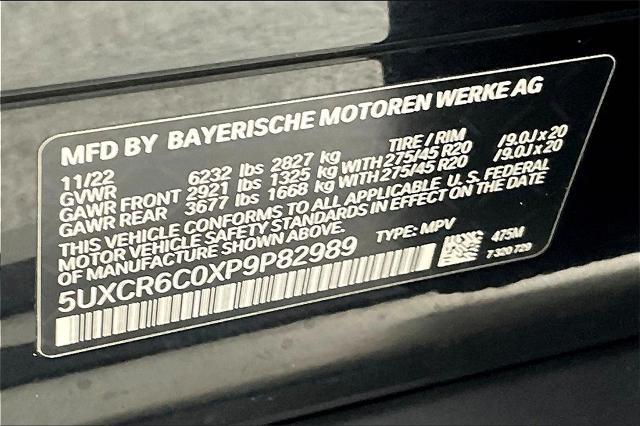 MFD BY BAYERISCHE MOTOREN WERKE AG
11/22 TIRE / RIM
GVWR 6232 lbs 2827 kg
GAWR FRONT 2921 lbs 1325 kg WITH 275/45 R20 /9.0J x 20
GAWR REAR 3677 lbs 1668 kg WITH 275/45 R20 /9.0J x 20
THIS VEHICLE CONFORMS TO ALL APPLICABLE U. S. FEDERAL
MOTOR VEHICLE SAFETY STANDARDS IN EFFECT ON THE DATE
OF MANUFACTURE SHOWN ABOVE.
TYPE: MPV
5UXCR6C0XP9P82989
475M
7 320 729